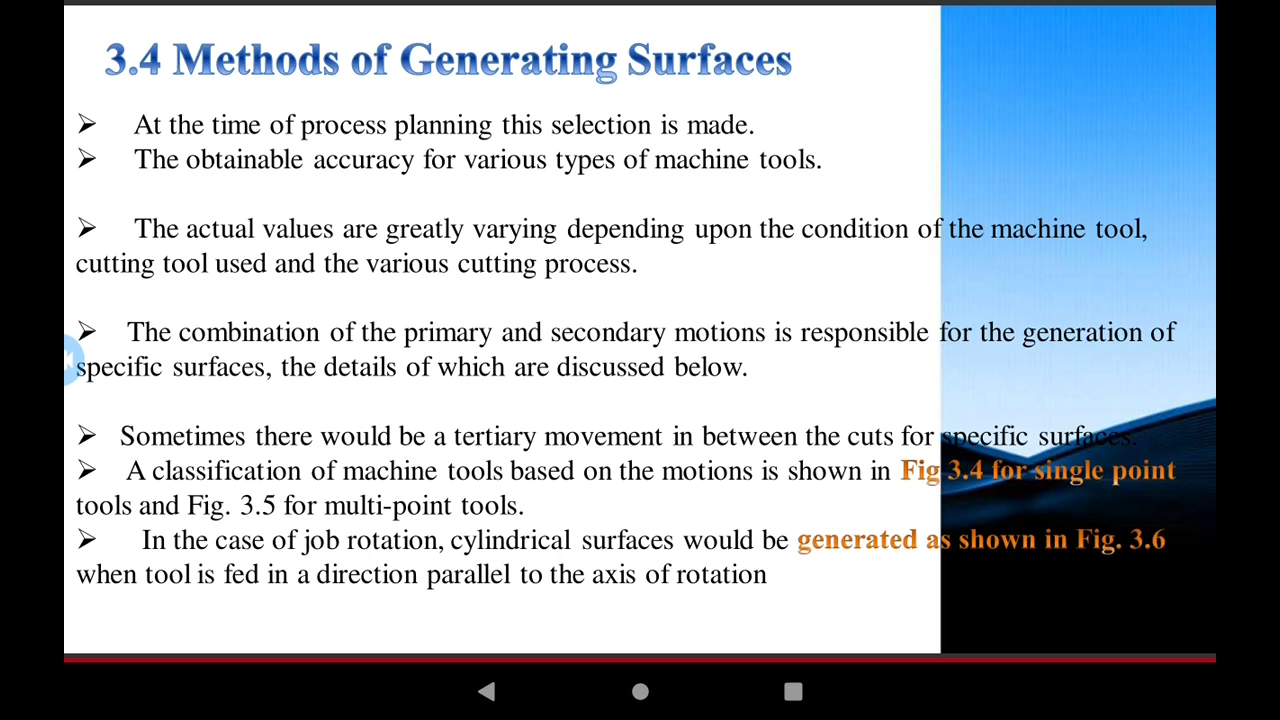 3.4 Methods of Generating Surfaces
➢ At the time of process planning this selection is made.
➢ The obtainable accuracy for various types of machine tools.
➢ The actual values are greatly varying depending upon the condition of the machine tool,
cutting tool used and the various cutting process.
➢ The combination of the primary and secondary motions is responsible for the generation of
specific surfaces, the details of which are discussed below.
➢ Sometimes there would be a tertiary movement in between the cuts for specific surfaces.
➢ A classification of machine tools based on the motions is shown in Fig 3.4 for single point
tools and Fig. 3.5 for multi-point tools.
➢ In the case of job rotation, cylindrical surfaces would be generated as shown in Fig. 3.6
when tool is fed in a direction parallel to the axis of rotation